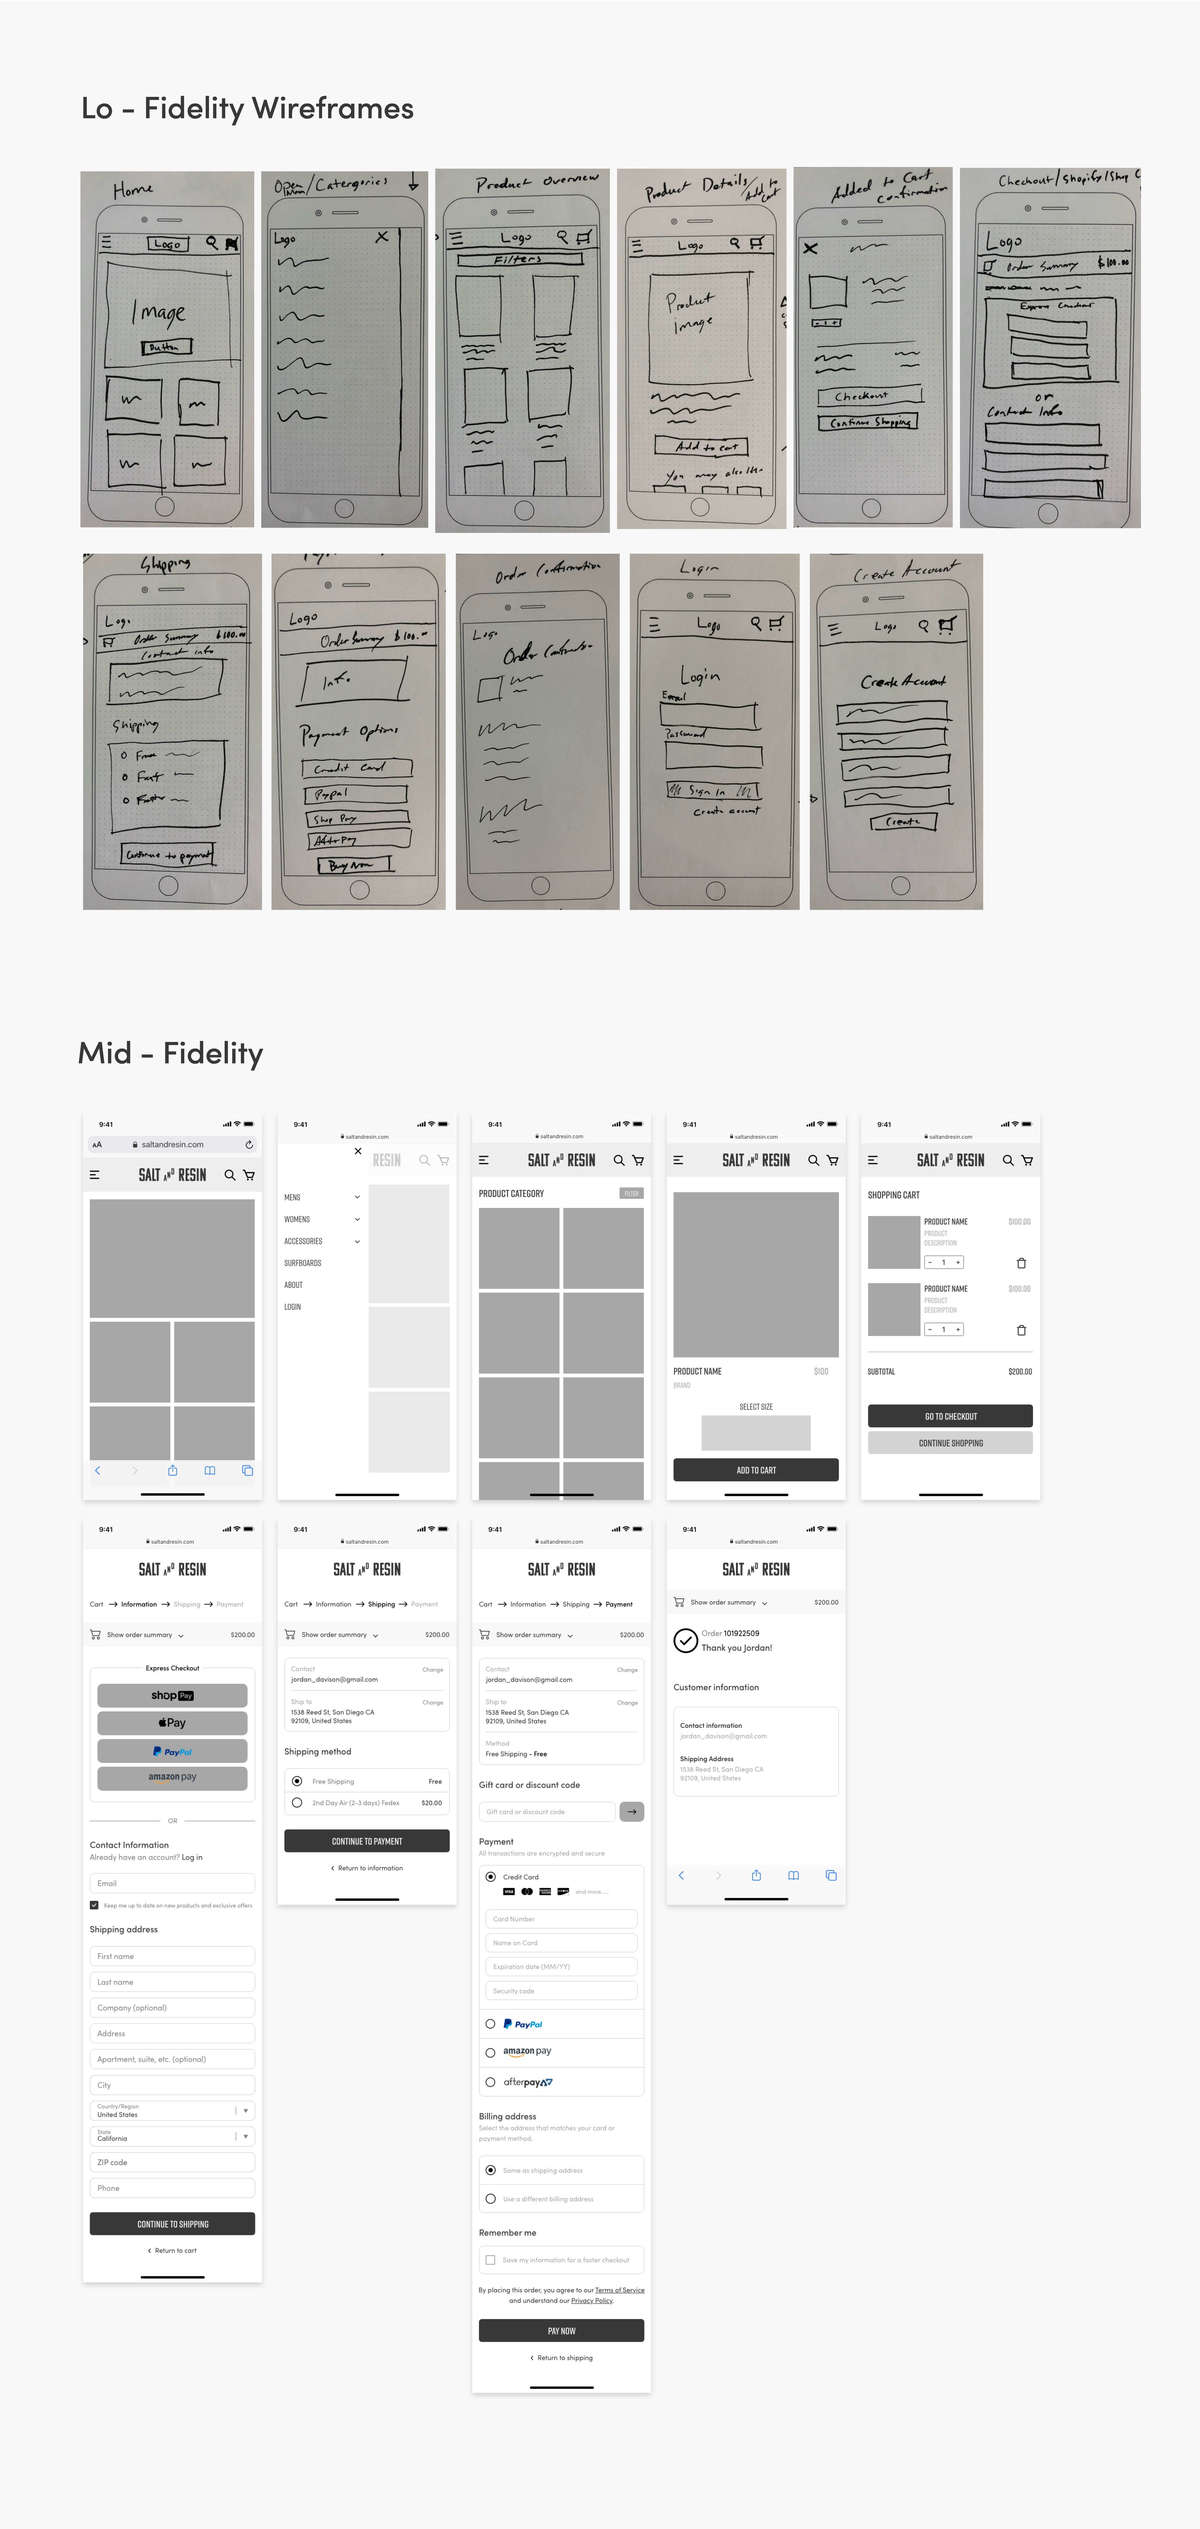 Lo - Fidelity Wireframes
Home
Logo
Image
Button
Open/Catergories
Menu
Logo
X
Product Overview
Logo
Filters
Product Details/
Add to
Cart
Logo
Product
Image
Add to cart
You may also like
Added to Cart
Confirmation
Checkout
Continue Shopping
Checkout/Shopify/Shop
Logo
Order Summary $100.00
Express Checkout
or
Contact Info
Shipping
Logo
Order Summary $100.00
Contact info
Shipping
Free
Fast
Faster
Continue to payment
Logo
Order Summary $100.00
Info
Payment Options
Credit Card
Paypal
Shop Pay
AfterPay
Buy Now
Order Confirmation
Logo
Order Confirmation
Login
Logo
Login
Email
Password
Sign In
Create account
Create Account
Logo
Create Account
Create
Mid - Fidelity
9:41
AA saltandresin.com
SALT AND RESIN
9:41
saltandresin.com
RESIN
MENS
WOMENS
ACCESSORIES
SURFBOARDS
ABOUT
LOGIN
9:41
saltandresin.com
SALT AND RESIN
PRODUCT CATEGORY FILTER
9:41
saltandresin.com
SALT AND RESIN
PRODUCT NAME $100
BRAND
SELECT SIZE
ADD TO CART
9:41
saltandresin.com
SALT AND RESIN
SHOPPING CART
PRODUCT NAME $100.00
PRODUCT
DESCRIPTION
- 1 +
PRODUCT NAME $100.00
PRODUCT
DESCRIPTION
- 1 +
SUBTOTAL $200.00
GO TO CHECKOUT
CONTINUE SHOPPING
9:41
saltandresin.com
SALT AND RESIN
Cart → Information → Shipping → Payment
Show order summary $200.00
Express Checkout
shop Pay
Pay
PayPal
amazon pay
OR
Contact Information
Already have an account? Log in
Email
Keep me up to date on new products and exclusive offers
Shipping address
First name
Last name
Company (optional)
Address
Apartment, suite, etc. (optional)
City
Country/Region
United States
State
California
ZIP code
Phone
CONTINUE TO SHIPPING
< Return to cart
9:41
saltandresin.com
SALT AND RESIN
Cart → Information → Shipping → Payment
Show order summary $200.00
Contact Change
jordan_davison@gmail.com
Ship to Change
1538 Reed St, San Diego CA
92109, United States
Shipping method
Free Shipping Free
2nd Day Air (2-3 days) Fedex $20.00
CONTINUE TO PAYMENT
< Return to information
9:41
saltandresin.com
SALT AND RESIN
Cart → Information → Shipping → Payment
Show order summary $200.00
Contact Change
jordan_davison@gmail.com
Ship to Change
1538 Reed St, San Diego CA
92109, United States
Method
Free Shipping - Free
Gift card or discount code
Gift card or discount code →
Payment
All transactions are encrypted and secure
Credit Card
VISA and more....
Card Number
Name on Card
Expiration date (MM/YY)
Security code
PayPal
amazon pay
afterpay
Billing address
Select the address that matches your card or
payment method.
Same as shipping address
Use a different billing address
Remember me
Save my information for a faster checkout
By placing this order, you agree to our Terms of Service
and understand our Privacy Policy.
PAY NOW
< Return to shipping
9:41
saltandresin.com
SALT AND RESIN
Show order summary $200.00
Order 101922509
Thank you Jordan!
Customer information
Contact information
jordan_davison@gmail.com
Shipping Address
1538 Reed St, San Diego CA
92109, United States